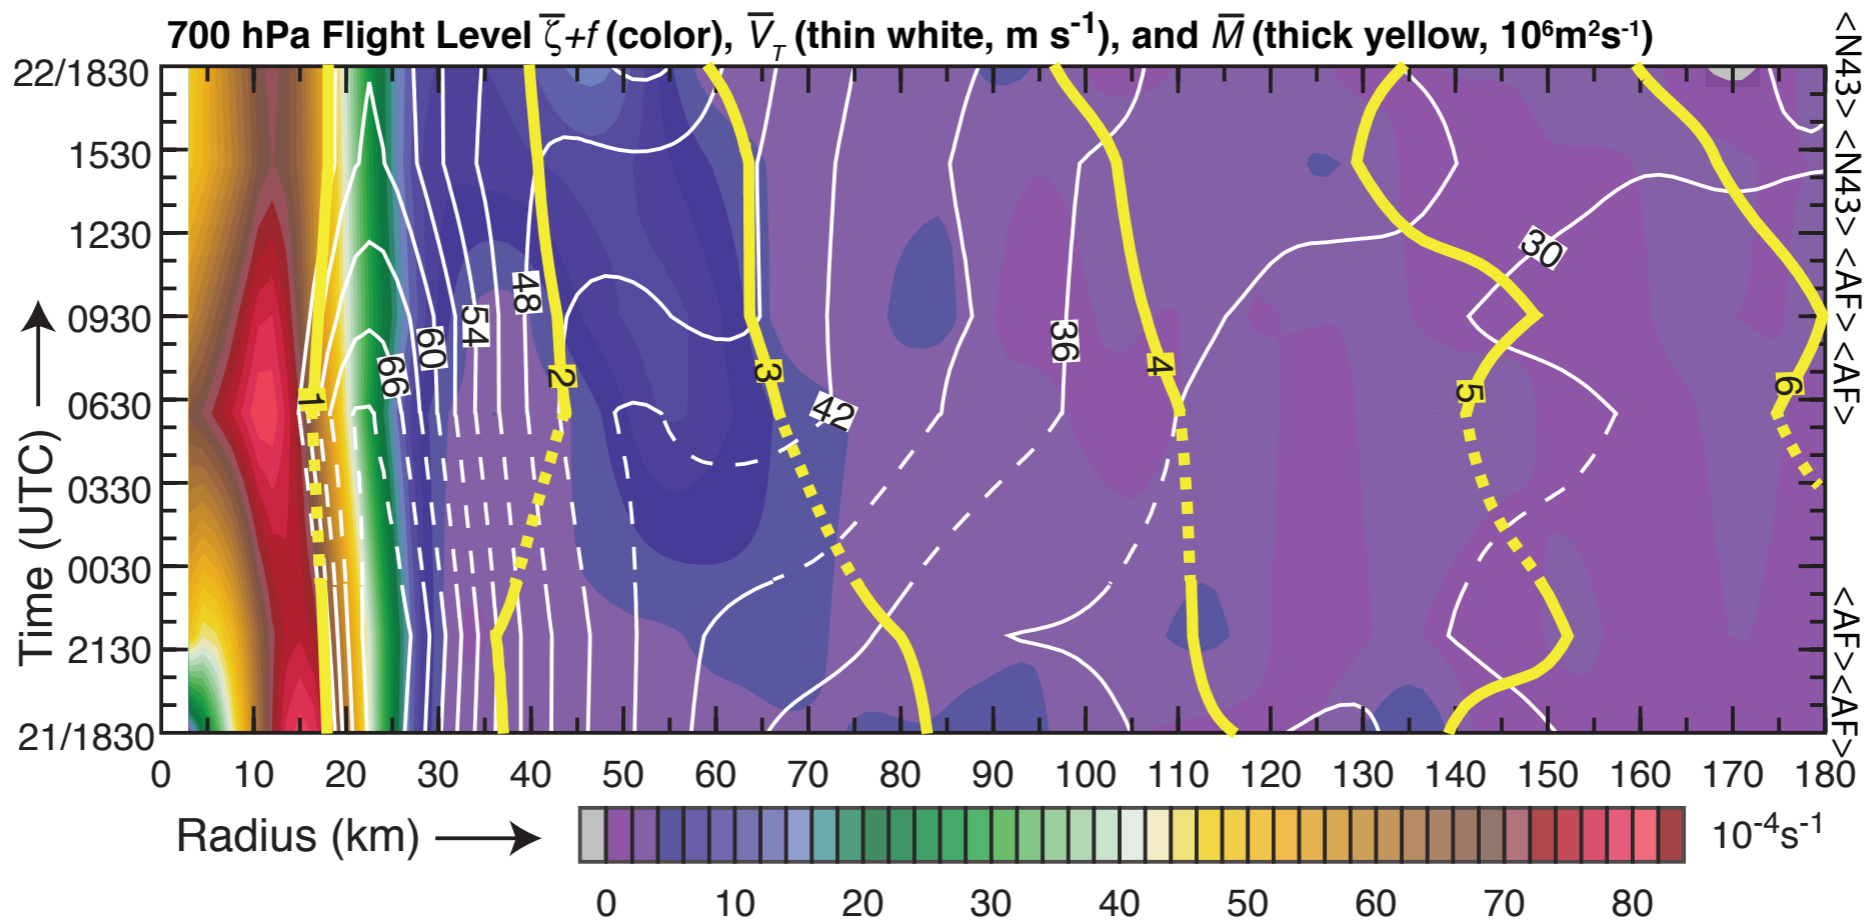 700 hPa Flight Level ζ̅+f (color), V̅_T (thin white, m s⁻¹), and M̅ (thick yellow, 10⁶m²s⁻¹)
22/1830
1530
1230
0930
0630
0330
0030
2130
21/1830
Time (UTC)
1
2
3
4
5
6
66
60
54
48
42
36
30
<N43> <N43> <AF> <AF>
<AF><AF>
0 10 20 30 40 50 60 70 80 90 100 110 120 130 140 150 160 170 180
Radius (km)
10⁻⁴s⁻¹
0 10 20 30 40 50 60 70 80